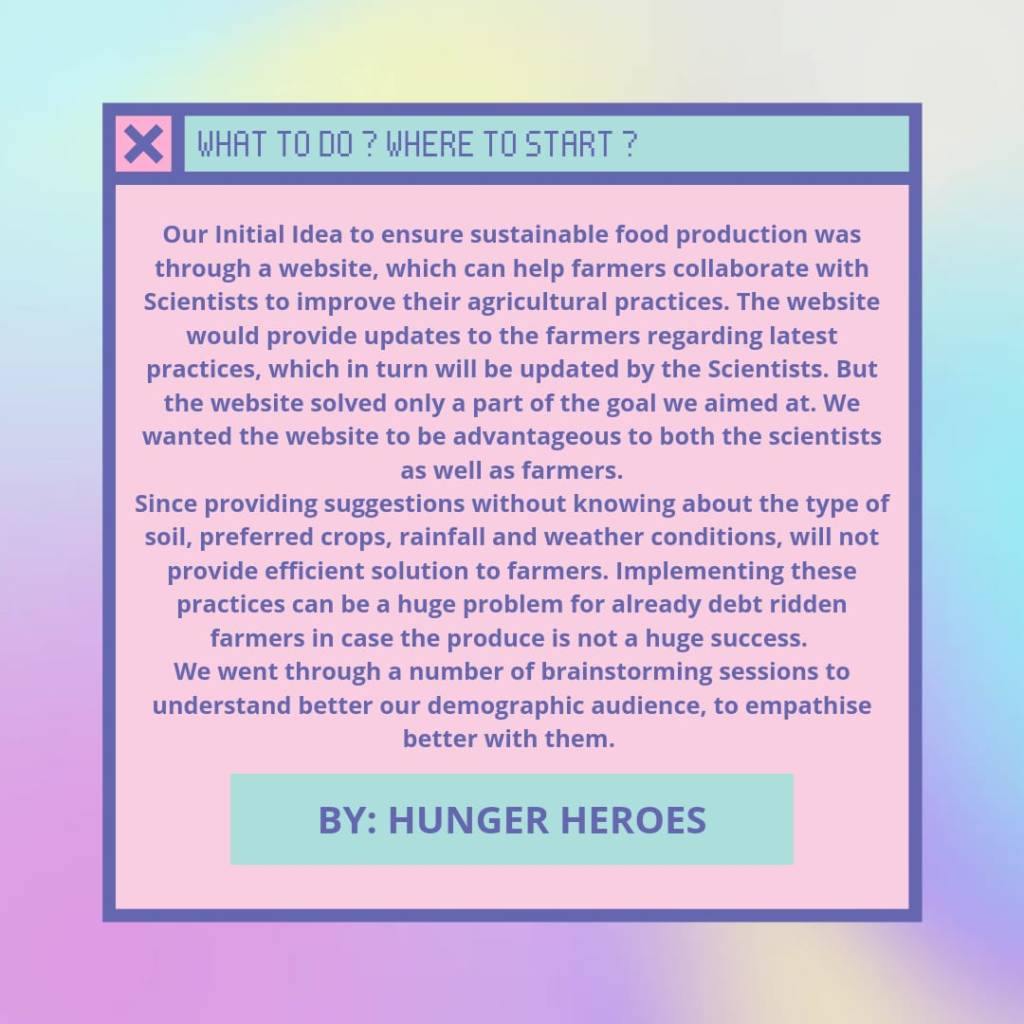 WHAT TO DO ? WHERE TO START ?
Our Initial Idea to ensure sustainable food production was
through a website, which can help farmers collaborate with
Scientists to improve their agricultural practices. The website
would provide updates to the farmers regarding latest
practices, which in turn will be updated by the Scientists. But
the website solved only a part of the goal we aimed at. We
wanted the website to be advantageous to both the scientists
as well as farmers.
Since providing suggestions without knowing about the type of
soil, preferred crops, rainfall and weather conditions, will not
provide efficient solution to farmers. Implementing these
practices can be a huge problem for already debt ridden
farmers in case the produce is not a huge success.
We went through a number of brainstorming sessions to
understand better our demographic audience, to empathise
better with them.
BY: HUNGER HEROES